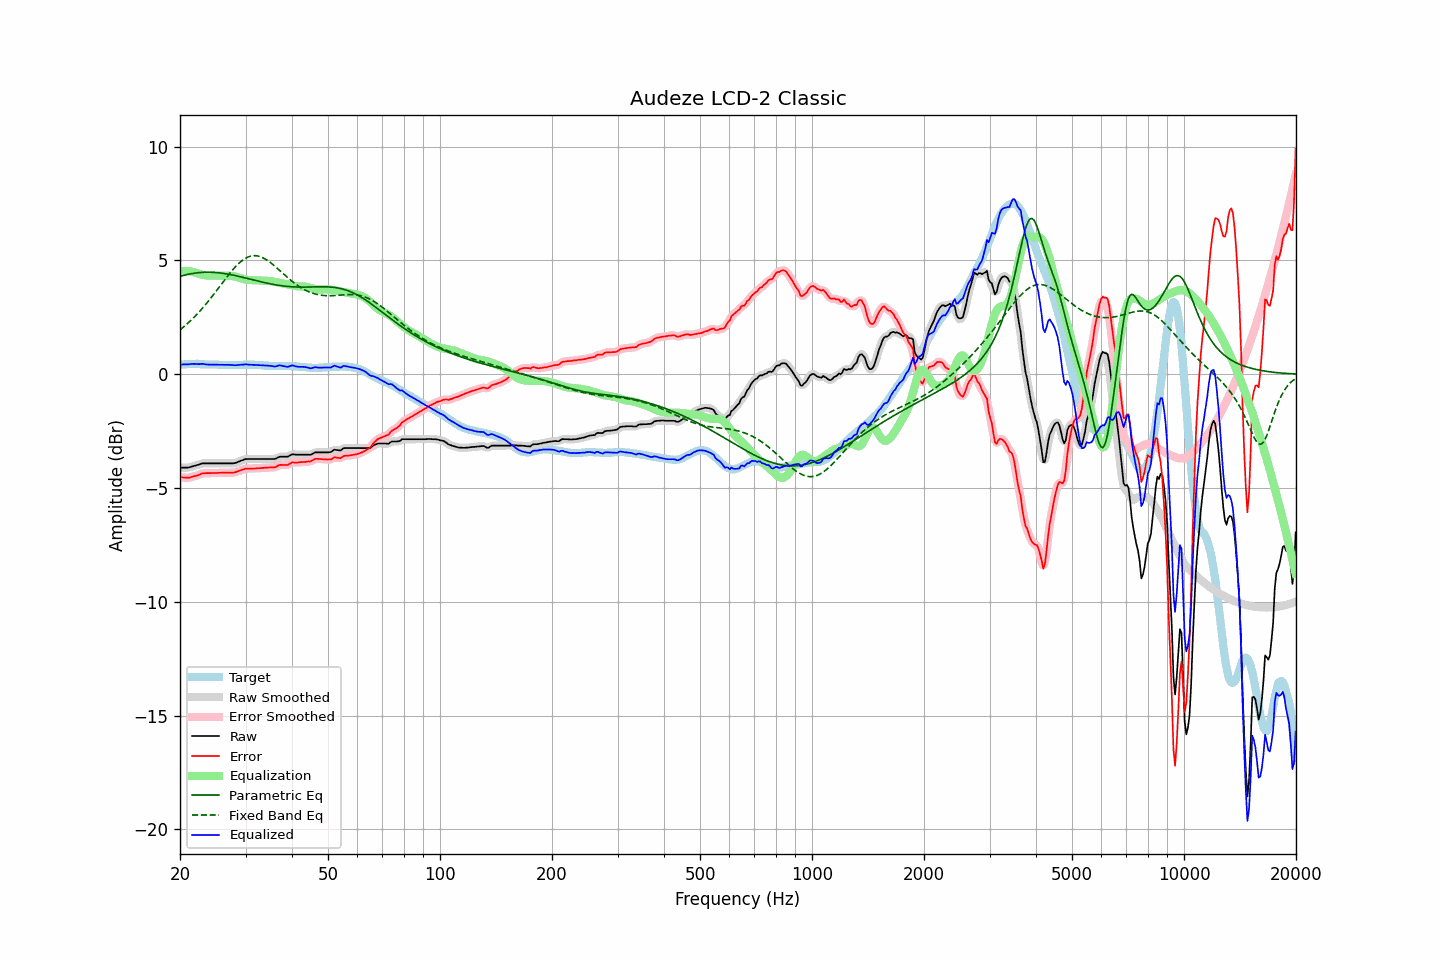 Audeze LCD-2 Classic
Amplitude (dBr)
10
5
0
−5
−10
−15
−20
Target
Raw Smoothed
Error Smoothed
Raw
Error
Equalization
Parametric Eq
Fixed Band Eq
Equalized
20 50 100 200 500 1000 2000 5000 10000 20000
Frequency (Hz)